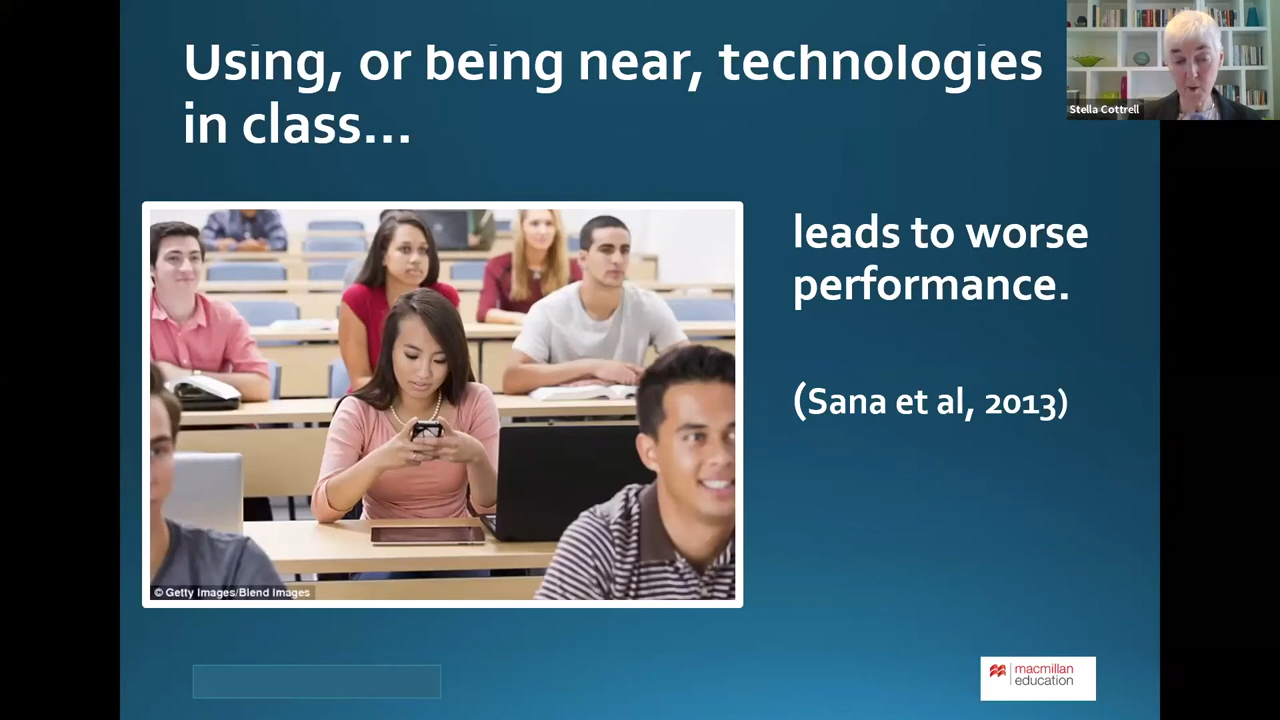 Using, or being near, technologies
in class...
Stella Cottrell
leads to worse
performance.
(Sana et al, 2013)
© Getty Images/Blend Images
macmillan
education